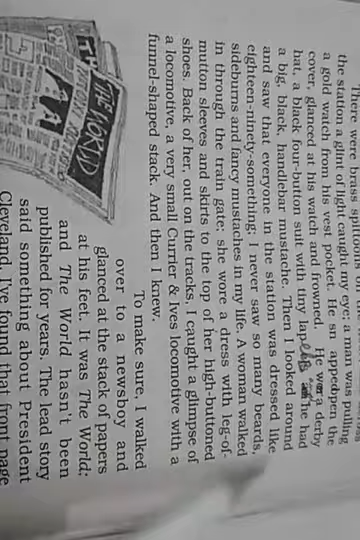 There were brass spittoons on the
the station a glint of light caught my eye; a man was pulling
a gold watch from his vest pocket. He snapped open the
cover, glanced at his watch and frowned. He wore a derby
hat, a black four-button suit with tiny lapels, and he had
a big, black, handlebar mustache. Then I looked around
and saw that everyone in the station was dressed like
eighteen-ninety-something; I never saw so many beards,
sideburns and fancy mustaches in my life. A woman walked
in through the train gate; she wore a dress with leg-of-
mutton sleeves and skirts to the top of her high-buttoned
shoes. Back of her, out on the tracks, I caught a glimpse of
a locomotive, a very small Currier & Ives locomotive with a
funnel-shaped stack. And then I knew.
To make sure, I walked
over to a newsboy and
glanced at the stack of papers
at his feet. It was The World;
and The World hasn't been
published for years. The lead story
said something about President
Cleveland. I've found that front page
THE WORLD